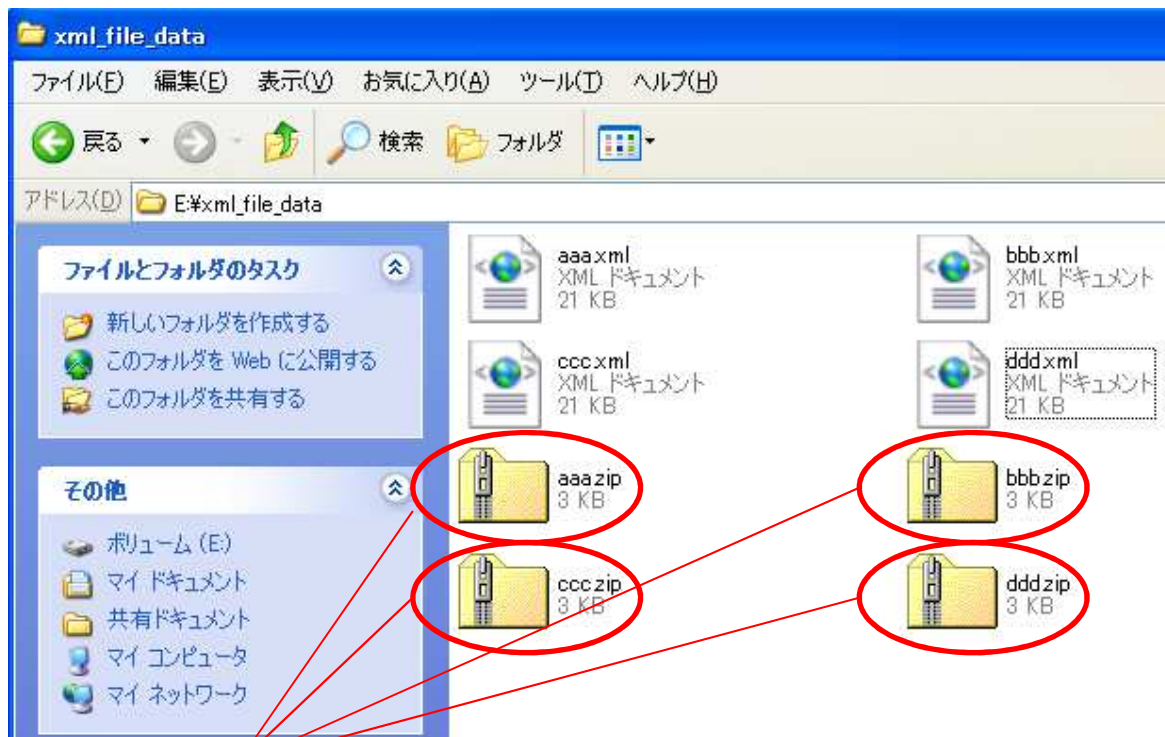 xml_file_data
ファイル(F) 編集(E) 表示(V) お気に入り(A) ツール(T) ヘルプ(H)
戻る 検索 フォルダ
アドレス(D) E:¥xml_file_data
ファイルとフォルダのタスク
新しいフォルダを作成する
このフォルダを Web に公開する
このフォルダを共有する
その他
ボリューム (E:)
マイ ドキュメント
共有ドキュメント
マイ コンピュータ
マイ ネットワーク
aaa.xml
XML ドキュメント
21 KB
bbb.xml
XML ドキュメント
21 KB
ccc.xml
XML ドキュメント
21 KB
ddd.xml
XML ドキュメント
21 KB
aaa.zip
3 KB
bbb.zip
3 KB
ccc.zip
3 KB
ddd.zip
3 KB